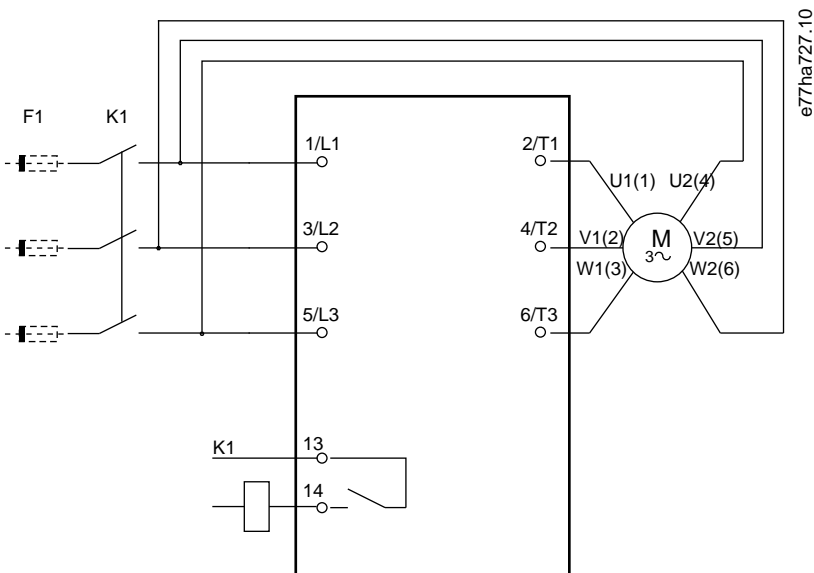 e77ha727.10
F1
K1
1/L1
2/T1
U1(1)
U2(4)
3/L2
4/T2
V1(2)
M
3~
V2(5)
W1(3)
W2(6)
5/L3
6/T3
K1
13
14